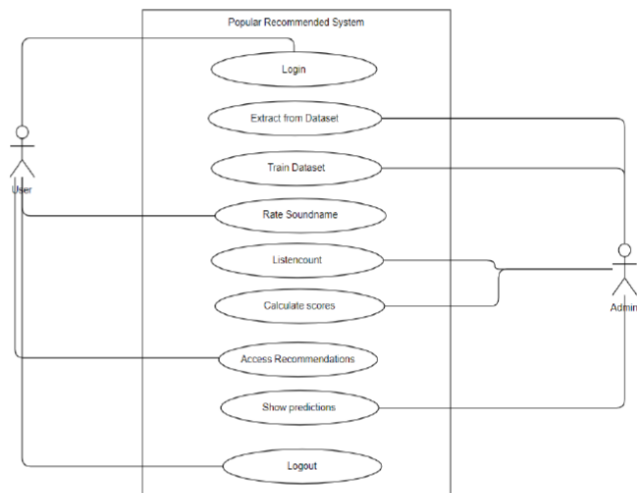 Popular Recommended System
Login
Extract from Dataset
Train Dataset
User
Rate Soundname
Listencount
Calculate scores
Admin
Access Recommendations
Show predictions
Logout